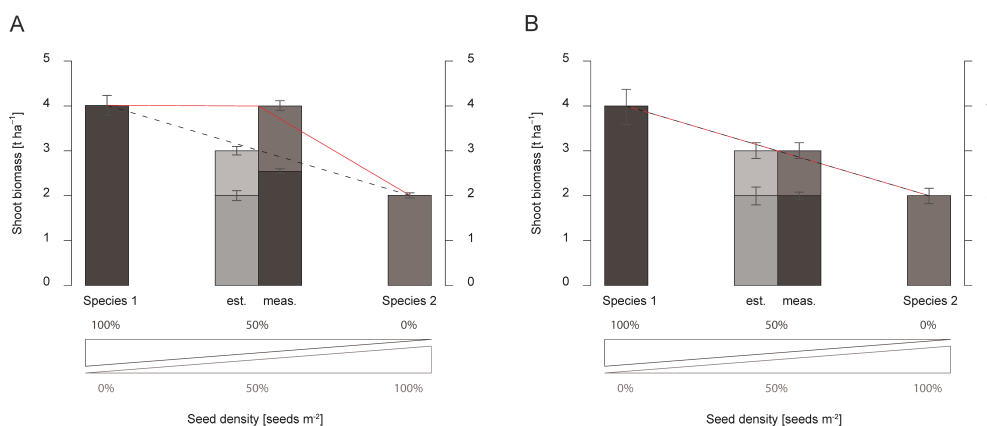 A
B
5
4
3
2
1
0
Shoot biomass [t ha⁻¹]
5
4
3
2
1
0
Species 1
est.
meas.
Species 2
100%
50%
0%
0%
50%
100%
Seed density [seeds m⁻²]
5
4
3
2
1
0
Shoot biomass [t ha⁻¹]
Species 1
est.
meas.
Species 2
100%
50%
0%
0%
50%
100%
Seed density [seeds m⁻²]